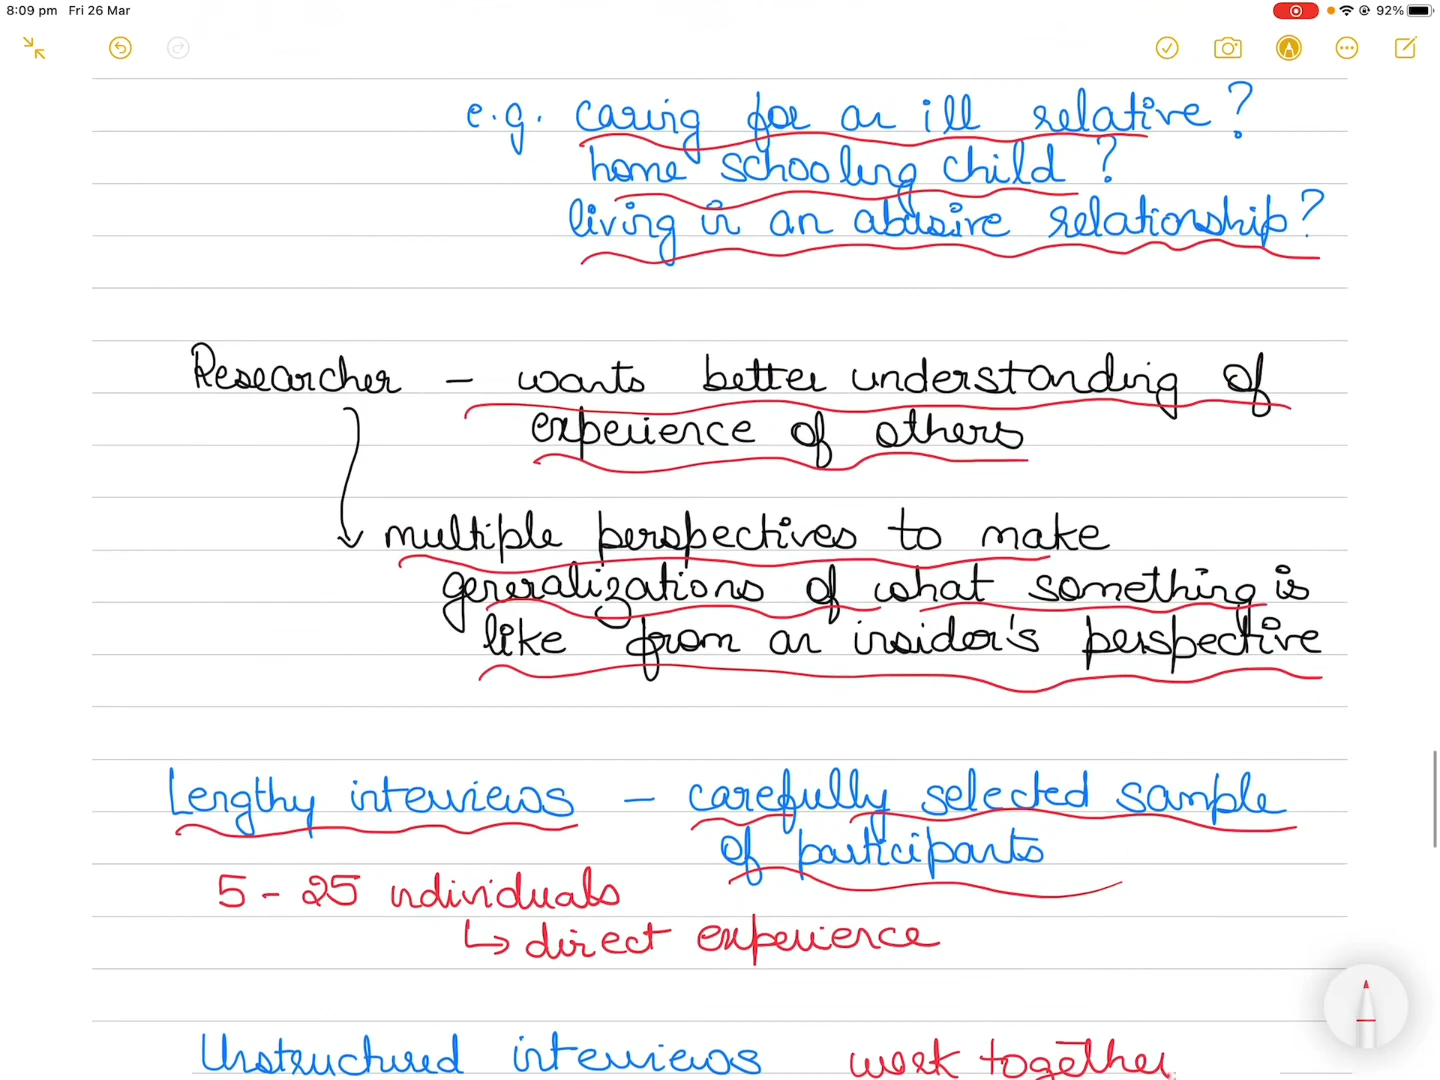 8:09 pm Fri 26 Mar 92%
e.g. caring for an ill relative?
home schooling child?
living in an abusive relationship?
Researcher - wants better understanding of
experience of others
multiple perspectives to make
generalizations of what something is
like from an insider's perspective
Lengthy interviews - carefully selected sample
of participants
5-25 individuals
↳ direct experience
Unstructured interviews work together